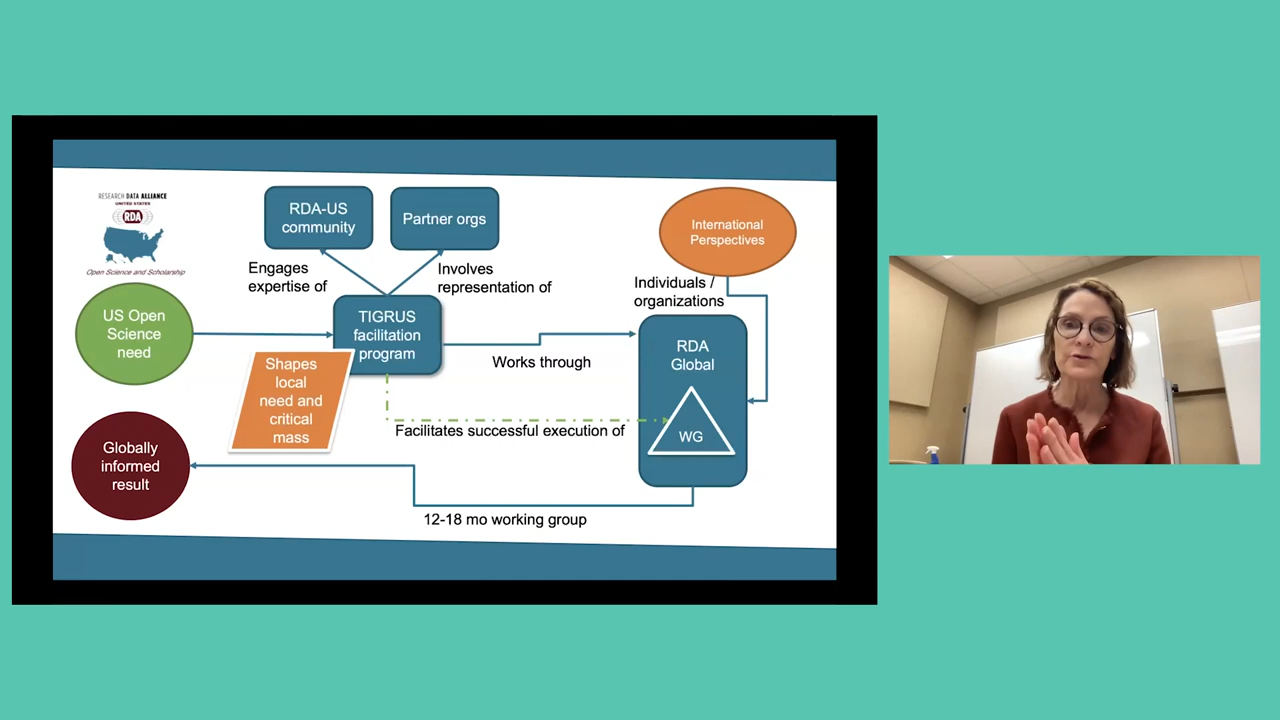 RESEARCH DATA ALLIANCE
UNITED STATES
RDA
Open Science and Scholarship
RDA-US
community
Partner orgs
International
Perspectives
Engages
expertise of
Involves
representation of
Individuals /
organizations
US Open
Science
need
TIGRUS
facilitation
program
Works through
RDA
Global
Shapes
local
need and
critical
mass
Facilitates successful execution of
WG
Globally
informed
result
12-18 mo working group